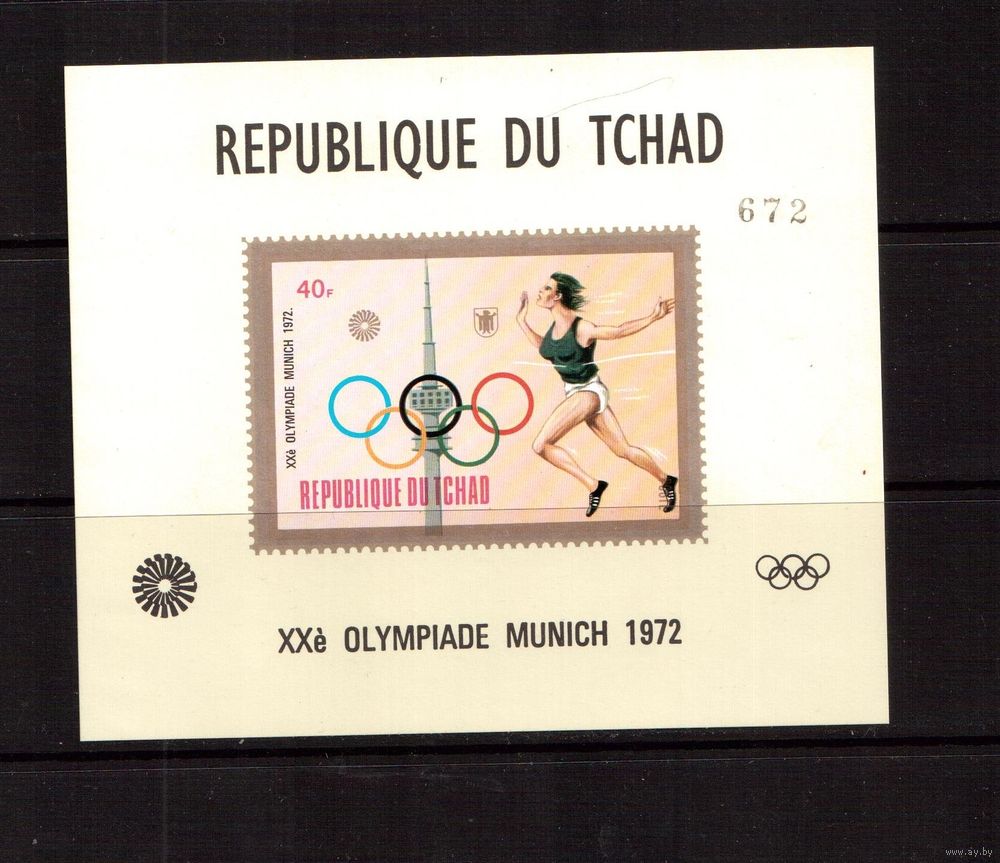 REPUBLIQUE DU TCHAD
672
40F
XXè OLYMPIADE MUNICH 1972.
REPUBLIQUE DU TCHAD
XXè OLYMPIADE MUNICH 1972
www.ay.by